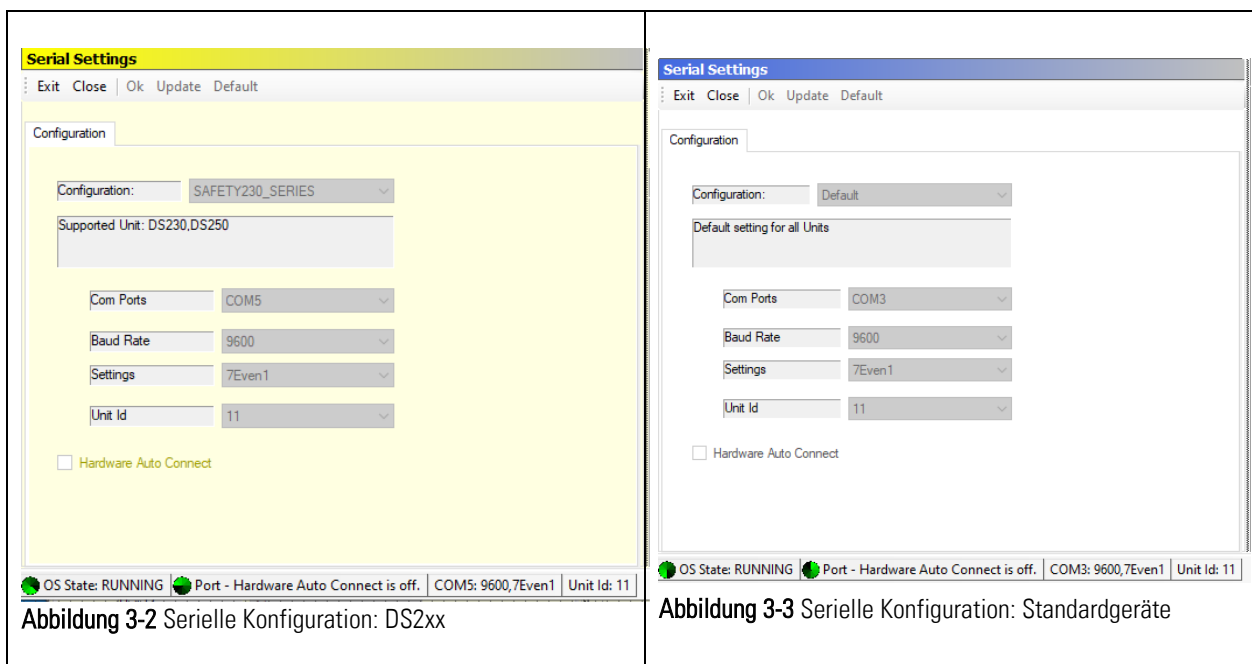 Serial Settings
Exit Close Ok Update Default
Configuration
Configuration: SAFETY230_SERIES
Supported Unit: DS230,DS250
Com Ports COM5
Baud Rate 9600
Settings 7Even1
Unit Id 11
Hardware Auto Connect
OS State: RUNNING Port - Hardware Auto Connect is off. COM5: 9600,7Even1 Unit Id: 11
Abbildung 3-2 Serielle Konfiguration: DS2xx
Serial Settings
Exit Close Ok Update Default
Configuration
Configuration: Default
Default setting for all Units
Com Ports COM3
Baud Rate 9600
Settings 7Even1
Unit Id 11
Hardware Auto Connect
OS State: RUNNING Port - Hardware Auto Connect is off. COM3: 9600,7Even1 Unit Id: 11
Abbildung 3-3 Serielle Konfiguration: Standardgeräte